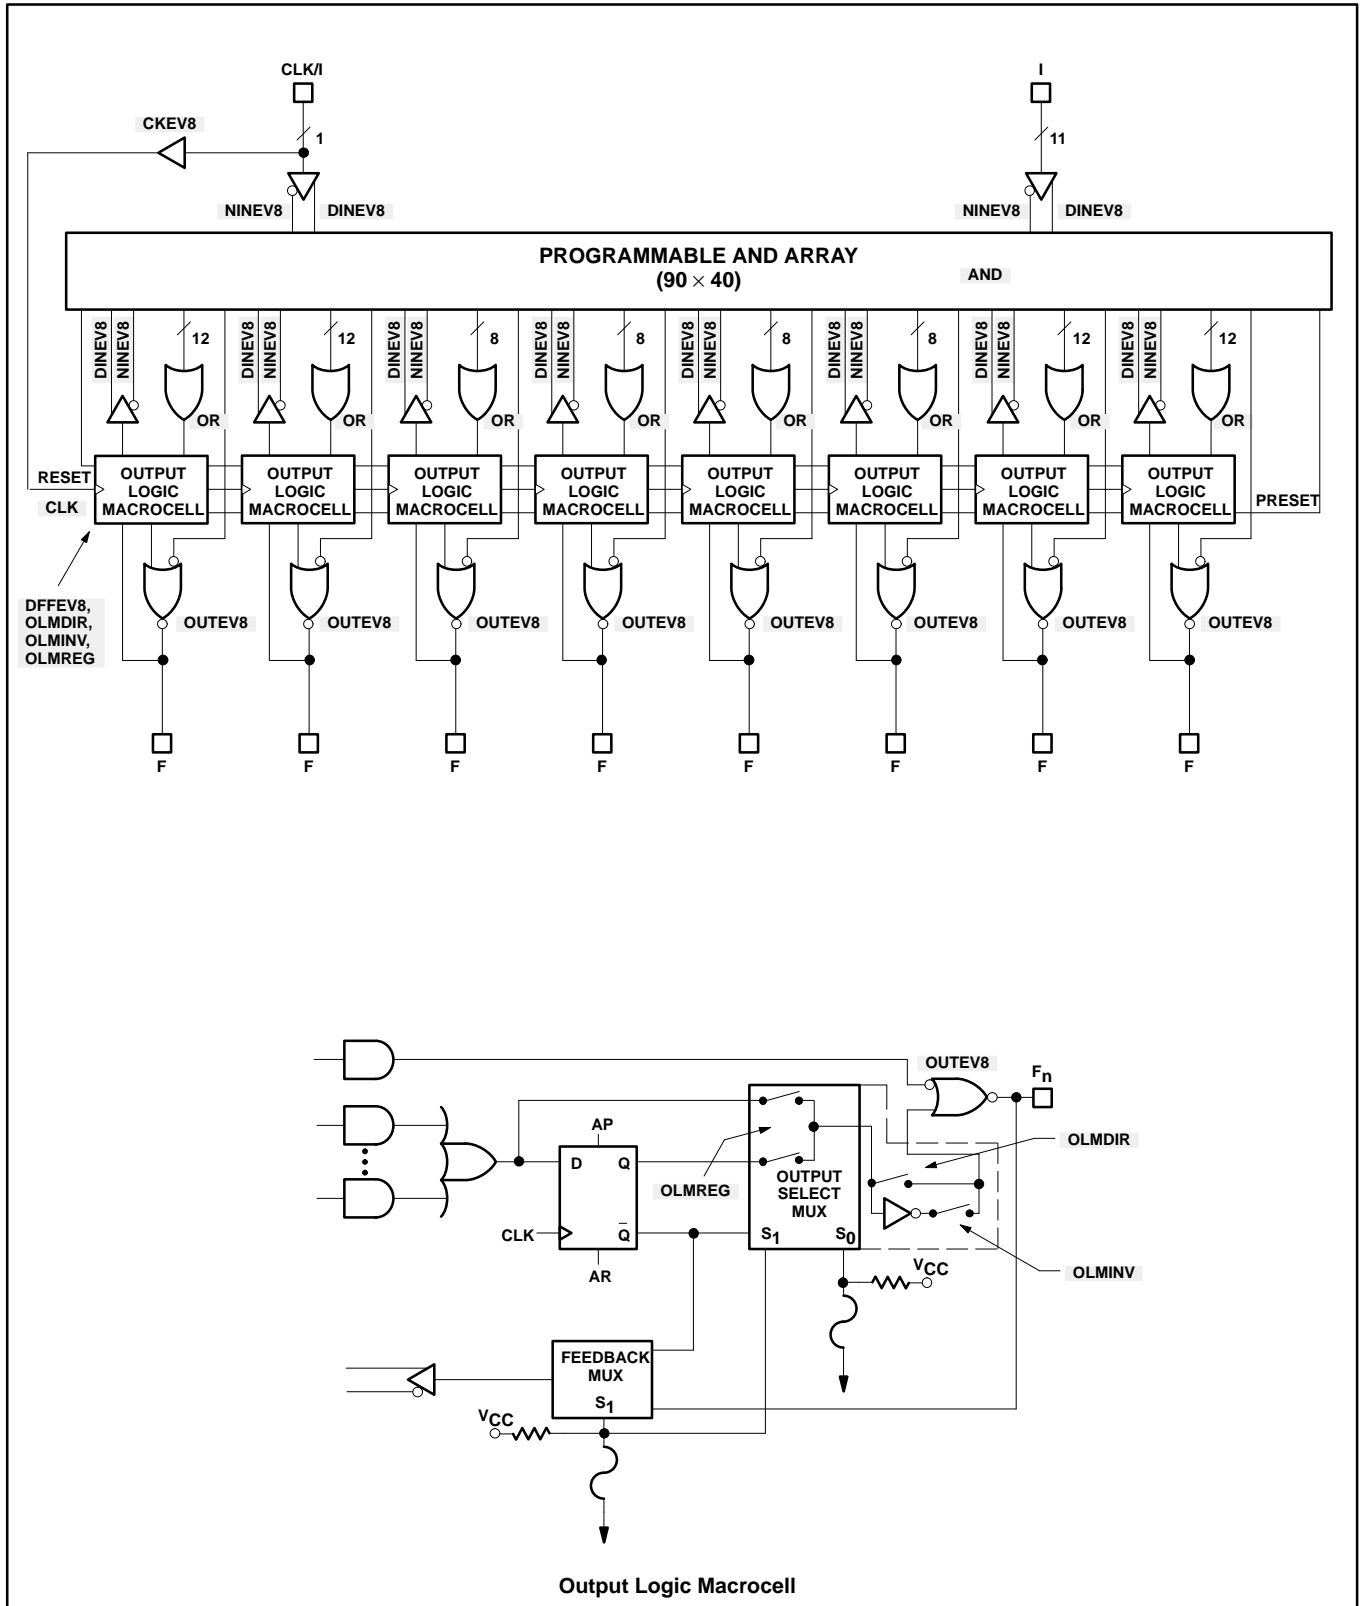 CLK/I
I
CKEV8
1
11
NINEV8 DINEV8
NINEV8 DINEV8
PROGRAMMABLE AND ARRAY
(90 × 40)
AND
DINEV8 NINEV8 12 DINEV8 NINEV8 12 DINEV8 NINEV8 8 DINEV8 NINEV8 8 DINEV8 NINEV8 8 DINEV8 NINEV8 8 DINEV8 NINEV8 12 DINEV8 NINEV8 12
OR OR OR OR OR OR OR OR
RESET
CLK
OUTPUT
LOGIC
MACROCELL
OUTPUT
LOGIC
MACROCELL
OUTPUT
LOGIC
MACROCELL
OUTPUT
LOGIC
MACROCELL
OUTPUT
LOGIC
MACROCELL
OUTPUT
LOGIC
MACROCELL
OUTPUT
LOGIC
MACROCELL
OUTPUT
LOGIC
MACROCELL
PRESET
DFFEV8,
OLMDIR,
OLMINV,
OLMREG
OUTEV8 OUTEV8 OUTEV8 OUTEV8 OUTEV8 OUTEV8 OUTEV8 OUTEV8
F F F F F F F F
OUTEV8
Fn
AP
D Q
CLK
Q̅
AR
OLMREG
OUTPUT
SELECT
MUX
S1 S0
OLMDIR
OLMINV
VCC
FEEDBACK
MUX
S1
VCC
Output Logic Macrocell